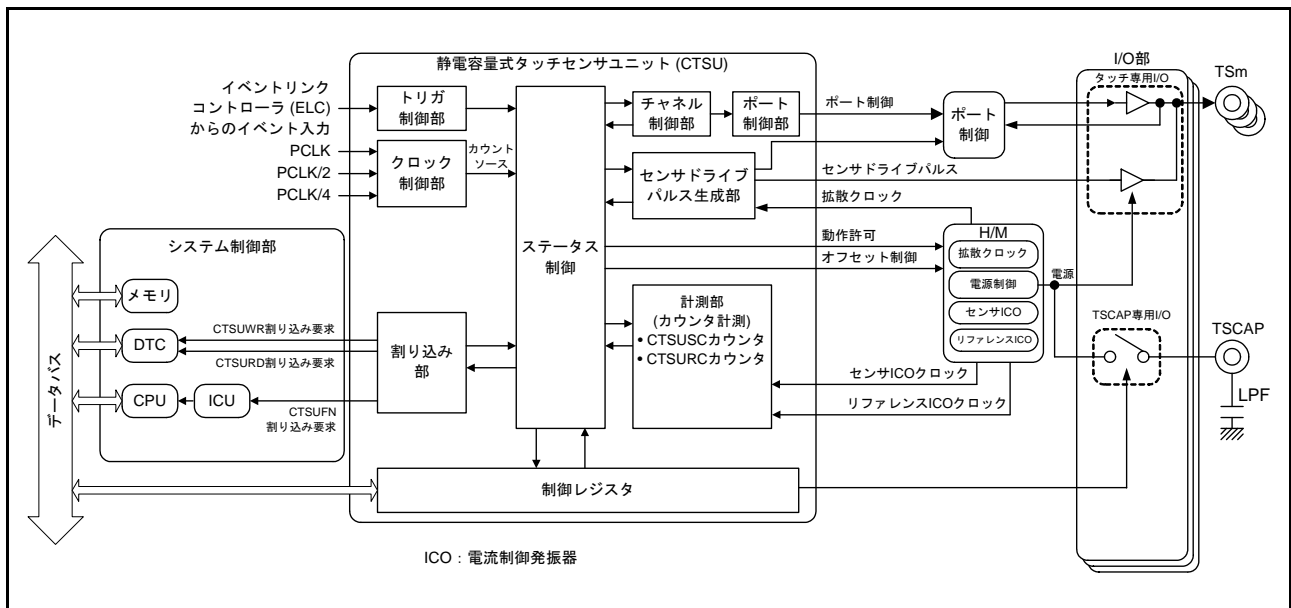 静電容量式タッチセンサユニット (CTSU)
イベントリンク
コントローラ (ELC)
からのイベント入力
PCLK
PCLK/2
PCLK/4
トリガ
制御部
クロック
制御部
カウント
ソース
ステータス
制御
チャネル
制御部
ポート
制御部
ポート制御
ポート
制御
センサドライブ
パルス生成部
センサドライブパルス
拡散クロック
動作許可
オフセット制御
H/M
拡散クロック
電源制御
センサICO
リファレンスICO
電源
I/O部
タッチ専用I/O
TSm
TSCAP専用I/O
TSCAP
LPF
計測部
(カウンタ計測)
• CTSUSCカウンタ
• CTSURCカウンタ
センサICOクロック
リファレンスICOクロック
システム制御部
メモリ
DTC
CPU
ICU
CTSUWR割り込み要求
CTSURD割り込み要求
CTSUFN
割り込み要求
割り込み
部
データバス
制御レジスタ
ICO：電流制御発振器